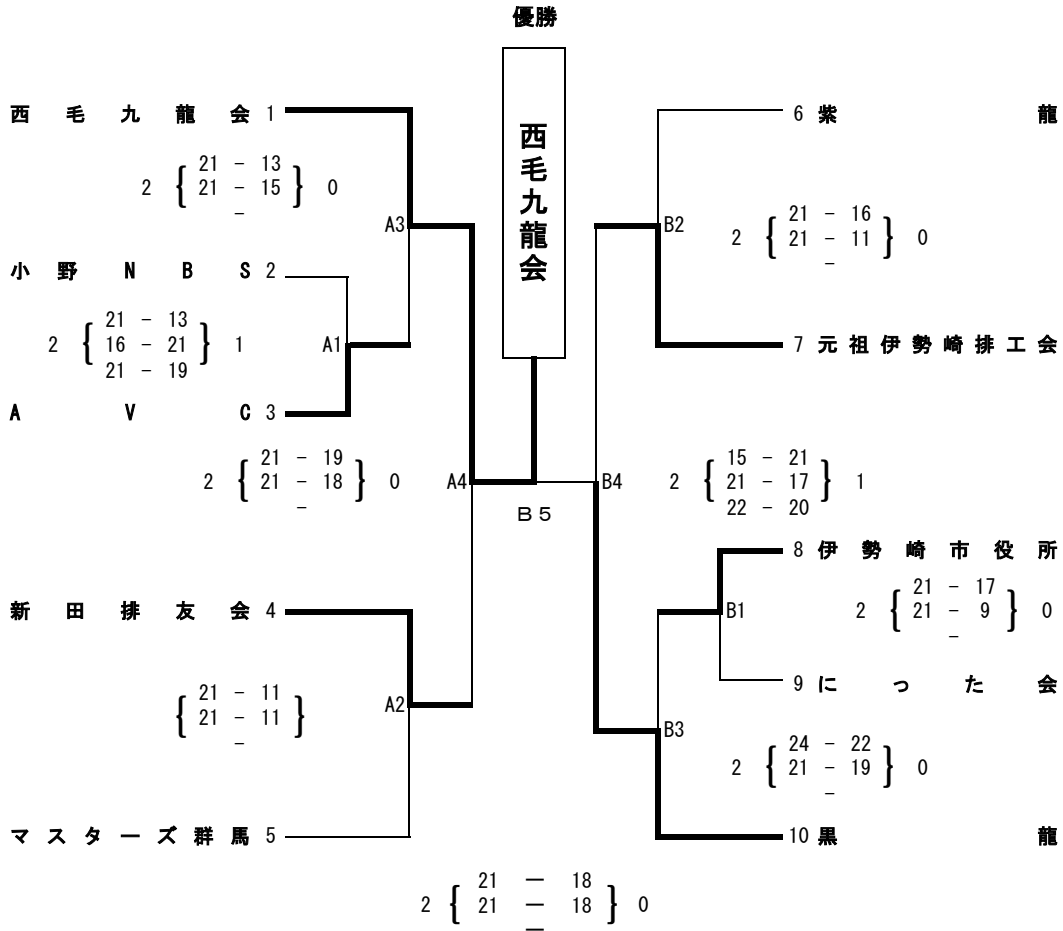 優勝
西毛九龍会
西毛九龍会 1
21 － 13
2 { 21 － 15 } 0
－
A3
小野NBS 2
21 － 13
2 { 16 － 21 } 1
21 － 19
A1
AVC 3
21 － 19
2 { 21 － 18 } 0
－
A4
新田排友会 4
21 － 11
{ 21 － 11 }
－
A2
マスターズ群馬 5
B5
6 紫龍
B2
21 － 16
2 { 21 － 11 } 0
－
7 元祖伊勢崎排工会
B4
15 － 21
2 { 21 － 17 } 1
22 － 20
8 伊勢崎市役所
B1
21 － 17
2 { 21 － 9 } 0
－
9 にった会
B3
24 － 22
2 { 21 － 19 } 0
－
10 黒龍
21 ― 18
2 { 21 ― 18 } 0
―